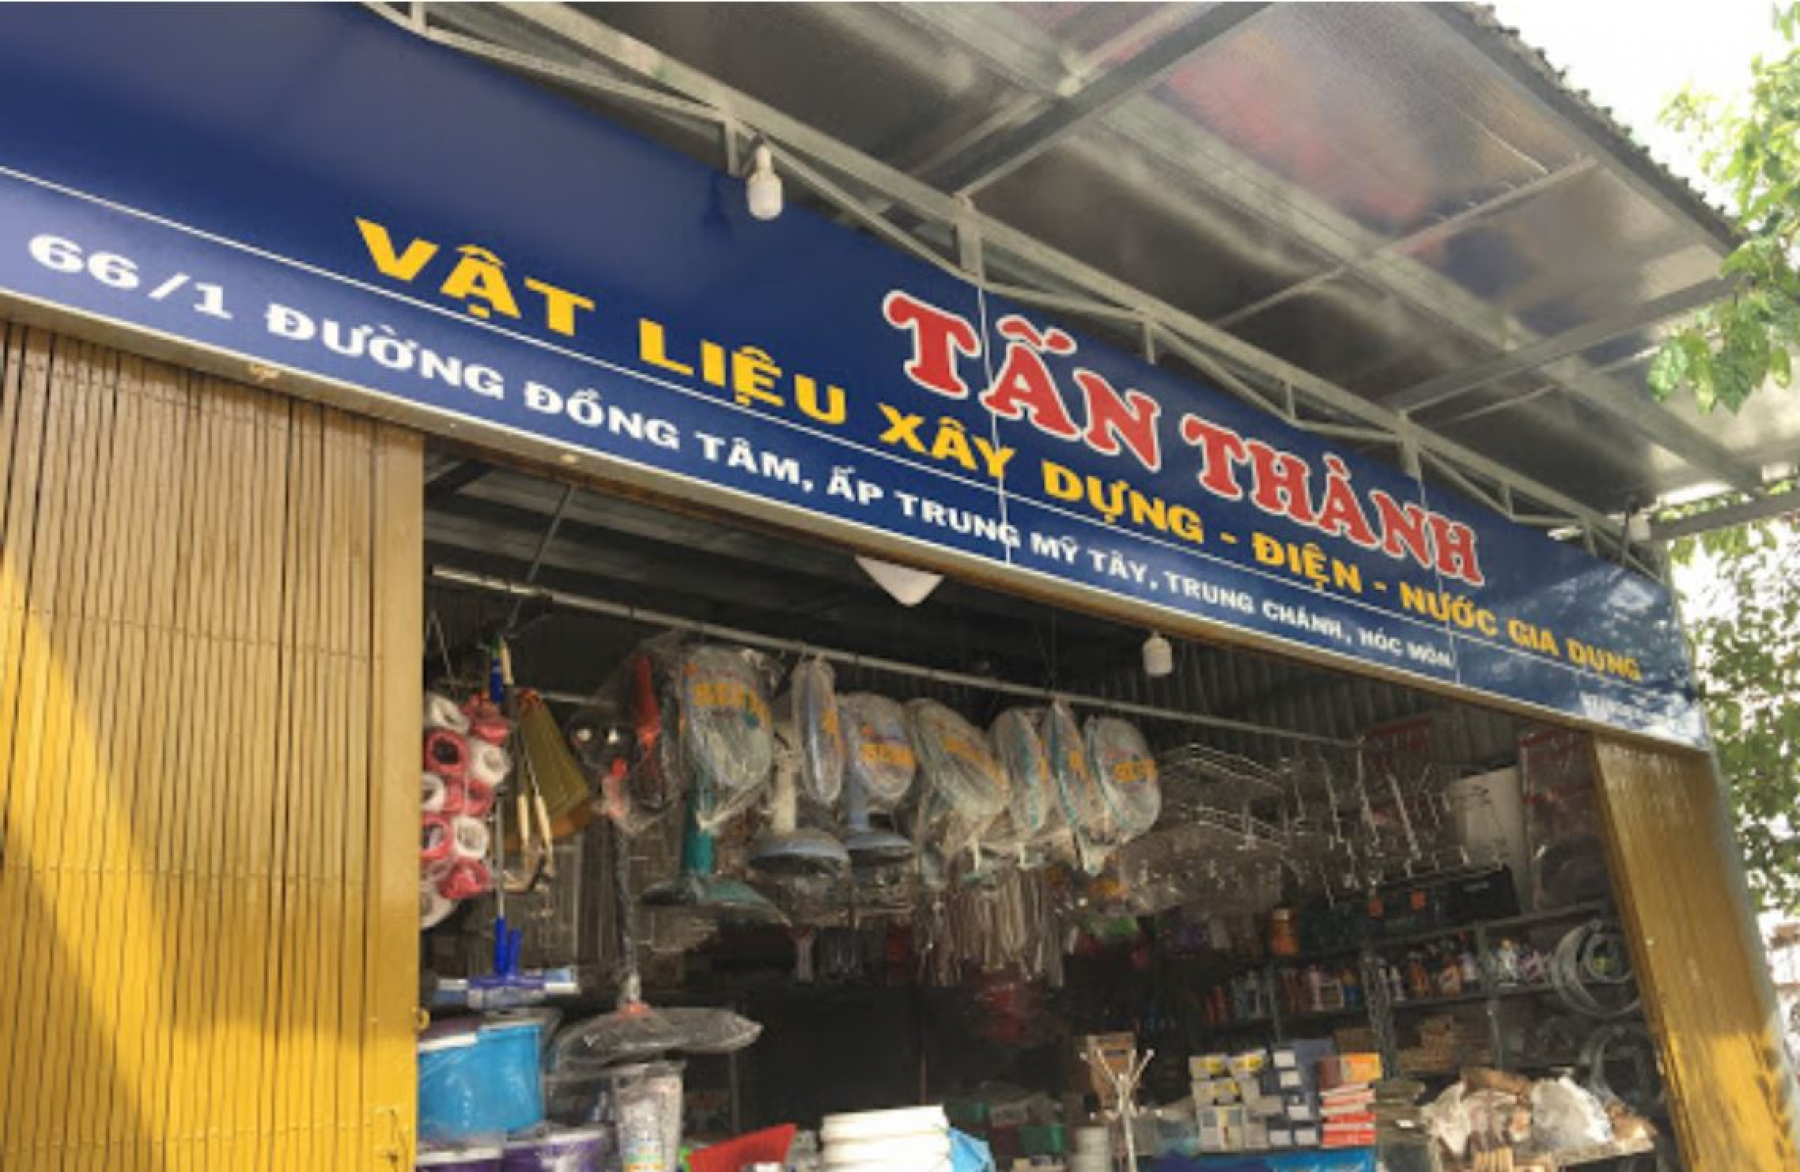 TẤN THÀNH
VẬT LIỆU XÂY DỰNG - ĐIỆN - NƯỚC GIA DỤNG
66/1 ĐƯỜNG ĐỒNG TÂM, ẤP TRUNG MỸ TÂY, TRUNG CHÁNH, HÓC MÔN